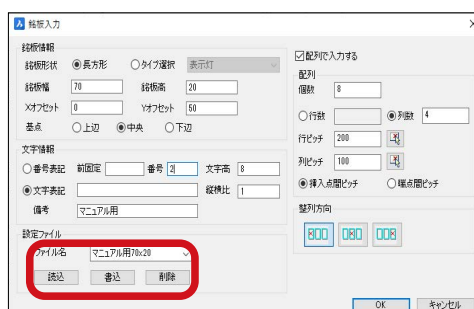 銘板入力
銘板情報
銘板形状 長方形 タイプ選択 表示灯
銘板幅 70 銘板高 20
Xオフセット 0 Yオフセット 50
基点 上辺 中央 下辺
文字情報
番号表記 前固定 番号 2 文字高 8
文字表記 縦横比 1
備考 マニュアル用
設定ファイル
ファイル名 マニュアル用70x20
読込 書込 削除
配列で入力する
配列
個数 8
行数 列数 4
行ピッチ 200
列ピッチ 100
挿入点間ピッチ 端点間ピッチ
整列方向
OK キャンセル